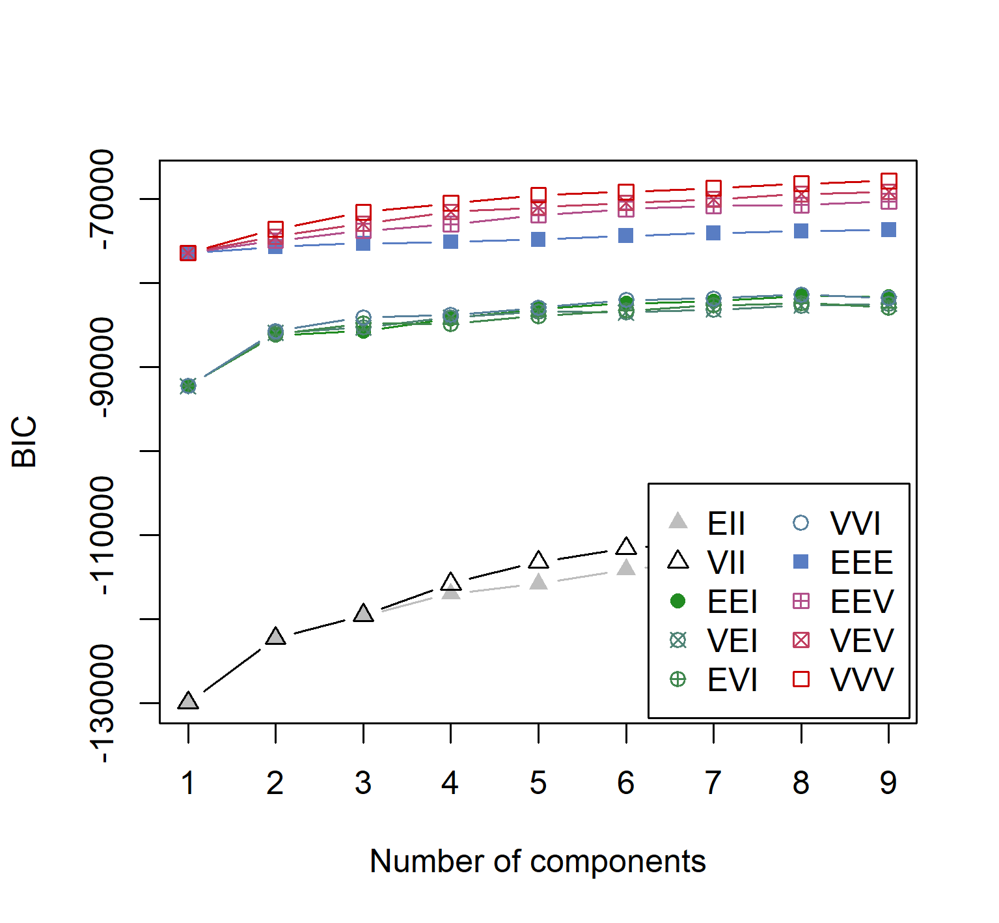 BIC
-70000
-90000
-110000
-130000
EII VVI
VII EEE
EEI EEV
VEI VEV
EVI VVV
1 2 3 4 5 6 7 8 9
Number of components